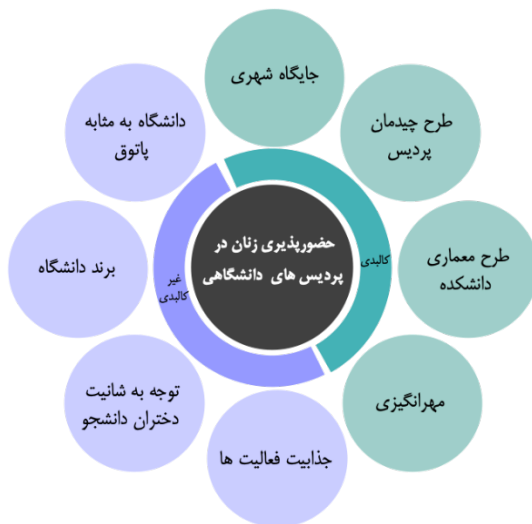 جایگاه شهری
طرح چیدمان
پردیس
طرح معماری
دانشکده
مهرانگیزی
جذابیت فعالیت ها
توجه به شانیت
دختران دانشجو
برند دانشگاه
دانشگاه به مثابه
پاتوق
حضورپذیری زنان در
پردیس های دانشگاهی
کالبدی
غیر
کالبدی